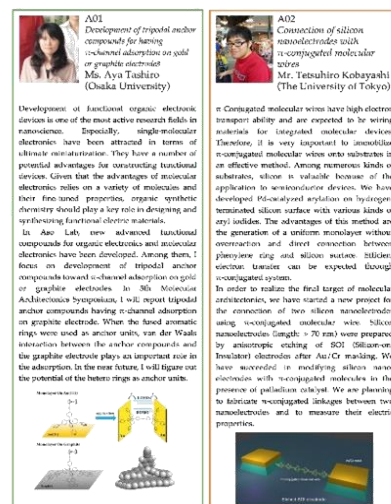 A01
Development of tripodal anchor
compounds for having
π-channel adsorption on gold
or graphite electrodes
Ms. Aya Tashiro
(Osaka University)
Development of functional organic electronic
devices is one of the most active research fields in
nanoscience. Especially, single-molecular
electronics have been attracted in terms of
ultimate miniaturization. They have a number of
potential advantages for constructing functional
devices. Given that the advantages of molecular
electronics relies on a variety of molecules and
their fine-tuned properties, organic synthetic
chemistry should play a key role in designing and
synthesizing functional electric materials.
In Aso Lab, new advanced functional
compounds for organic electronics and molecular
electronics have been developed. Among them, I
focus on development of tripodal anchor
compounds toward π-channel adsorption on gold
or graphite electrodes. In 5th Molecular
Architectonics Symposium, I will report tripodal
anchor compounds having π-channel adsorption
on graphite electrode. When the fused aromatic
rings were used as anchor units, van der Waals
interaction between the anchor compounds and
the graphite electrode plays an important role in
the adsorption. In the near future, I will figure out
the potential of the hetero rings as anchor units.
A02
Connection of silicon
nanoelectrodes with
π-conjugated molecular
wires
Mr. Tetsuhiro Kobayashi
(The University of Tokyo)
π Conjugated molecular wires have high electron
transport ability and are expected to be wiring
materials for integrated molecular devices.
Therefore, it is very important to immobilize
π-conjugated molecular wires onto substrates in
an effective method. Among numerous kinds of
substrates, silicon is valuable because of the
application to semiconductor devices. We have
developed Pd-catalyzed arylation on hydrogen-
terminated silicon surface with various kinds of
aryl iodides. The advantages of this method are
the generation of a uniform monolayer without
overreaction and direct connection between
phenylene ring and silicon surface. Efficient
electron transfer can be expected through
π-conjugated system.
In order to realize the final target of molecular
architectonics, we have started a new project for
the connection of two silicon nanoelectrodes
using π-conjugated molecular wire. Silicon
nanoelectrodes (length: > 70 nm) were prepared
by anisotropic etching of SOI (Silicon-on-
Insulator) electrodes after Au/Cr masking. We
have succeeded in modifying silicon nano
electrodes with π-conjugated molecules in the
presence of palladium catalyst. We are planning
to fabricate π-conjugated linkages between two
nanoelectrodes and to measure their electric
properties.